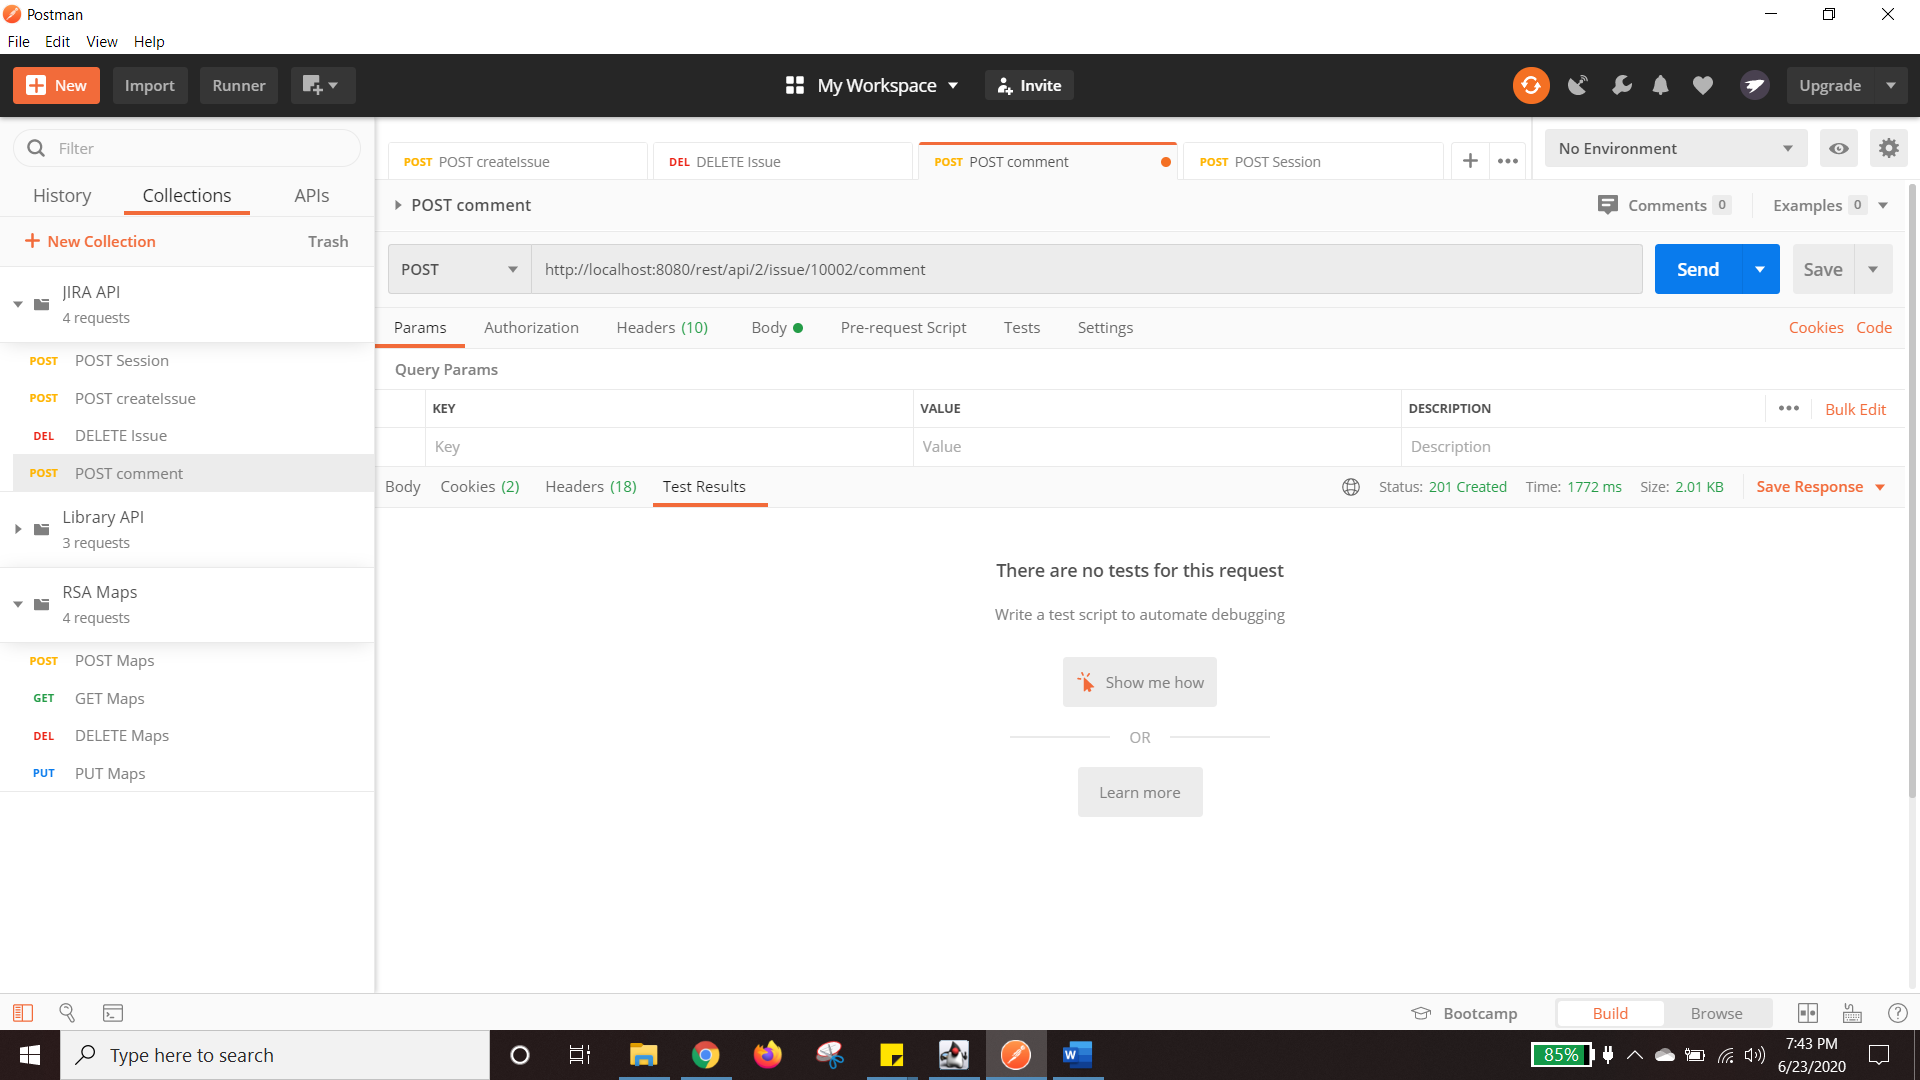 Postman
File Edit View Help
New Import Runner My Workspace Invite Upgrade
Filter
History Collections APIs
New Collection Trash
JIRA API
4 requests
POST POST Session
POST POST createIssue
DEL DELETE Issue
POST POST comment
Library API
3 requests
RSA Maps
4 requests
POST POST Maps
GET GET Maps
DEL DELETE Maps
PUT PUT Maps
POST POST createIssue DEL DELETE Issue POST POST comment POST POST Session
No Environment
POST comment Comments 0 Examples 0
POST http://localhost:8080/rest/api/2/issue/10002/comment Send Save
Params Authorization Headers (10) Body Pre-request Script Tests Settings Cookies Code
Query Params
KEY VALUE DESCRIPTION Bulk Edit
Key Value Description
Body Cookies (2) Headers (18) Test Results Status: 201 Created Time: 1772 ms Size: 2.01 KB Save Response
There are no tests for this request
Write a test script to automate debugging
Show me how
OR
Learn more
Bootcamp Build Browse
Type here to search
85%
7:43 PM
6/23/2020